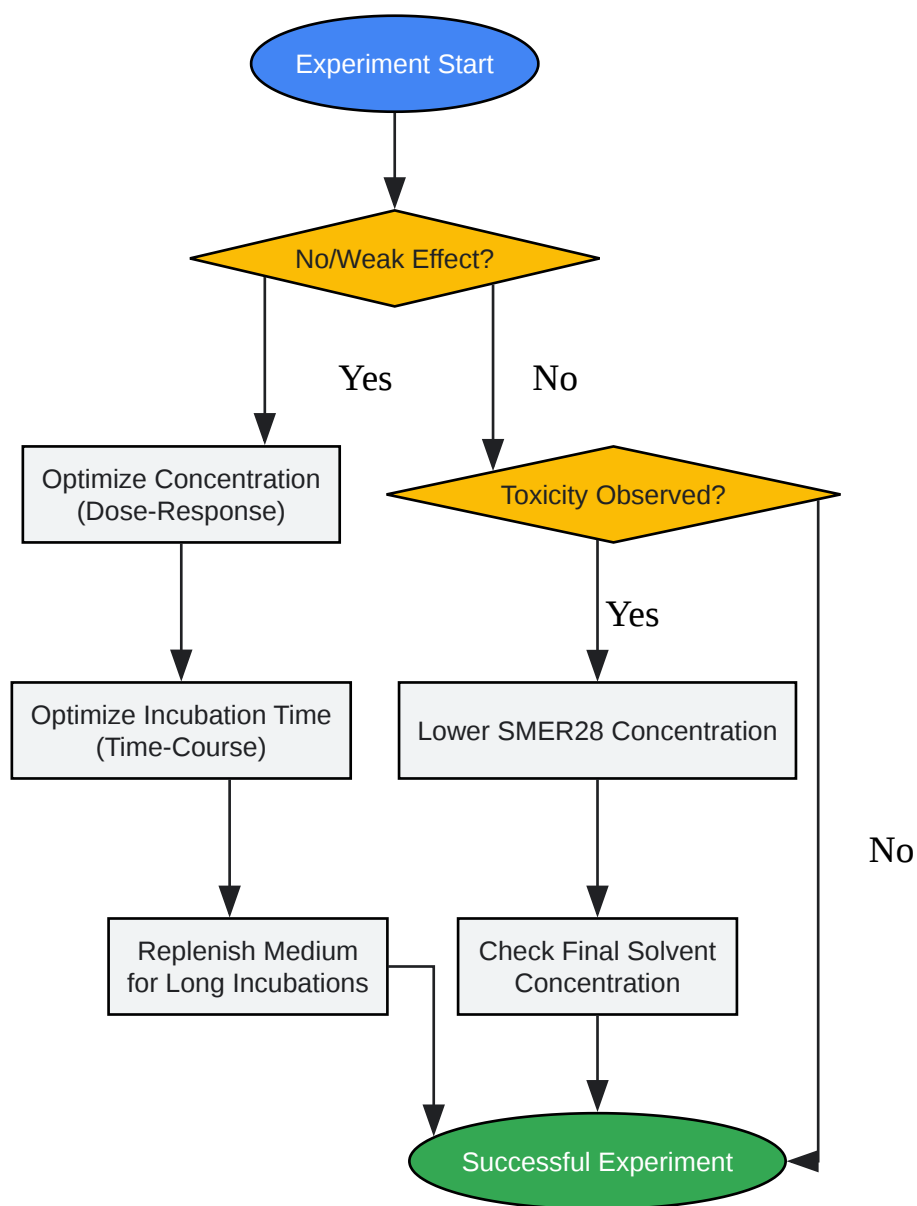 Experiment Start
No/Weak Effect?
Yes
No
Optimize Concentration
(Dose-Response)
Toxicity Observed?
Yes
Optimize Incubation Time
(Time-Course)
Lower SMER28 Concentration
No
Replenish Medium
for Long Incubations
Check Final Solvent
Concentration
Successful Experiment